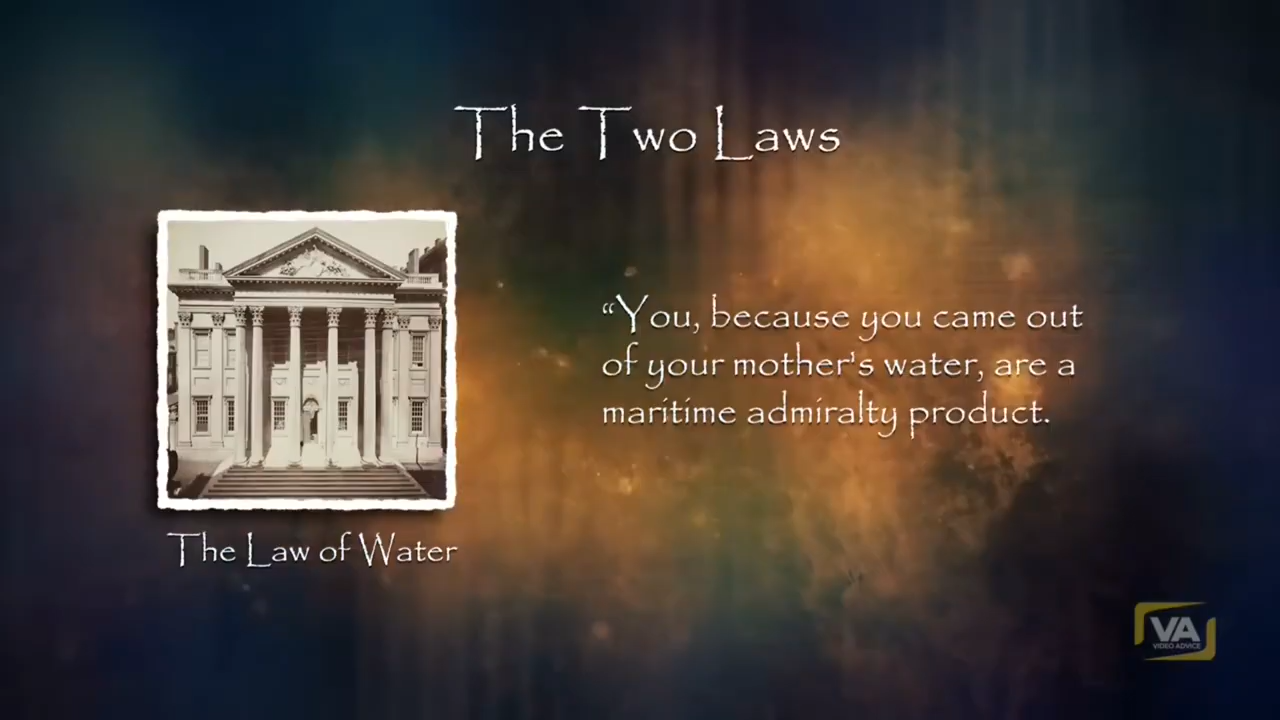 The Two Laws
“You, because you came out
of your mother's water, are a
maritime admiralty product.
The Law of Water
VA
VIDEO ADVICE